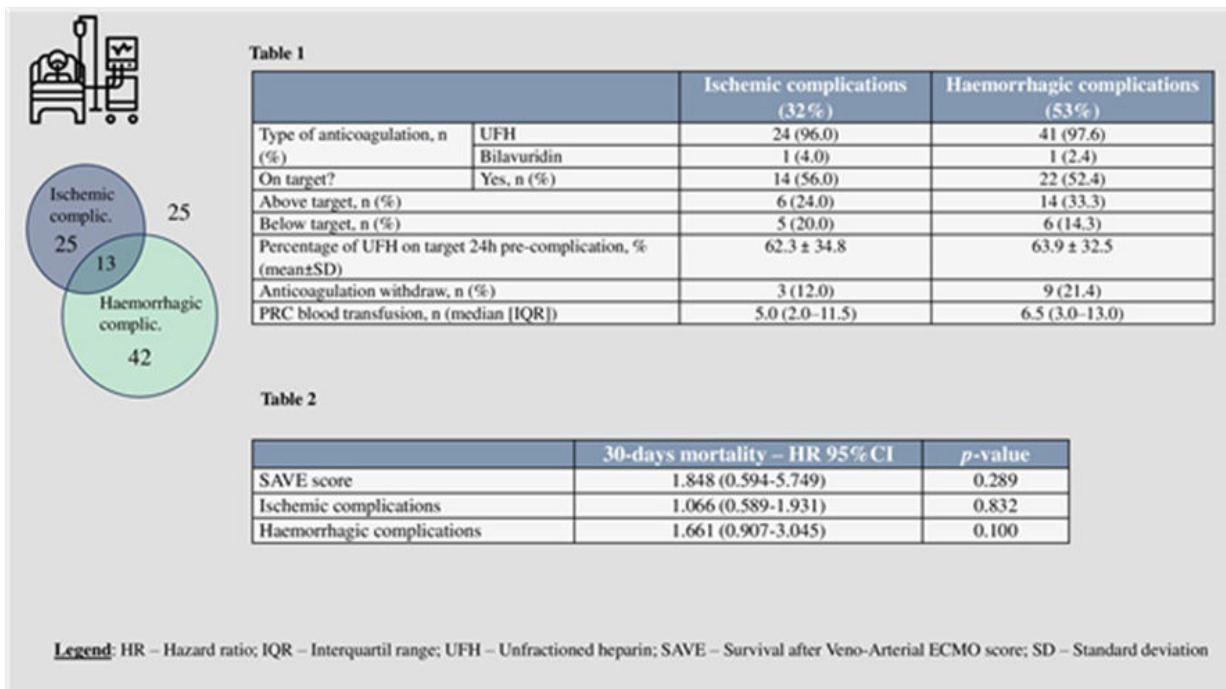 Table 1
Ischemic complications (32%) Haemorrhagic complications (53%)
Type of anticoagulation, n (%) UFH 24 (96.0) 41 (97.6)
Bilavuridin 1 (4.0) 1 (2.4)
On target? Yes, n (%) 14 (56.0) 22 (52.4)
Above target, n (%) 6 (24.0) 14 (33.3)
Below target, n (%) 5 (20.0) 6 (14.3)
Percentage of UFH on target 24h pre-complication, % (mean±SD) 62.3 ± 34.8 63.9 ± 32.5
Anticoagulation withdraw, n (%) 3 (12.0) 9 (21.4)
PRC blood transfusion, n (median [IQR]) 5.0 (2.0–11.5) 6.5 (3.0–13.0)
Ischemic
complic.
25
25
13
Haemorrhagic
complic.
42
Table 2
30-days mortality – HR 95%CI p-value
SAVE score 1.848 (0.594-5.749) 0.289
Ischemic complications 1.066 (0.589-1.931) 0.832
Haemorrhagic complications 1.661 (0.907-3.045) 0.100
Legend: HR – Hazard ratio; IQR – Interquartil range; UFH – Unfractioned heparin; SAVE – Survival after Veno-Arterial ECMO score; SD – Standard deviation